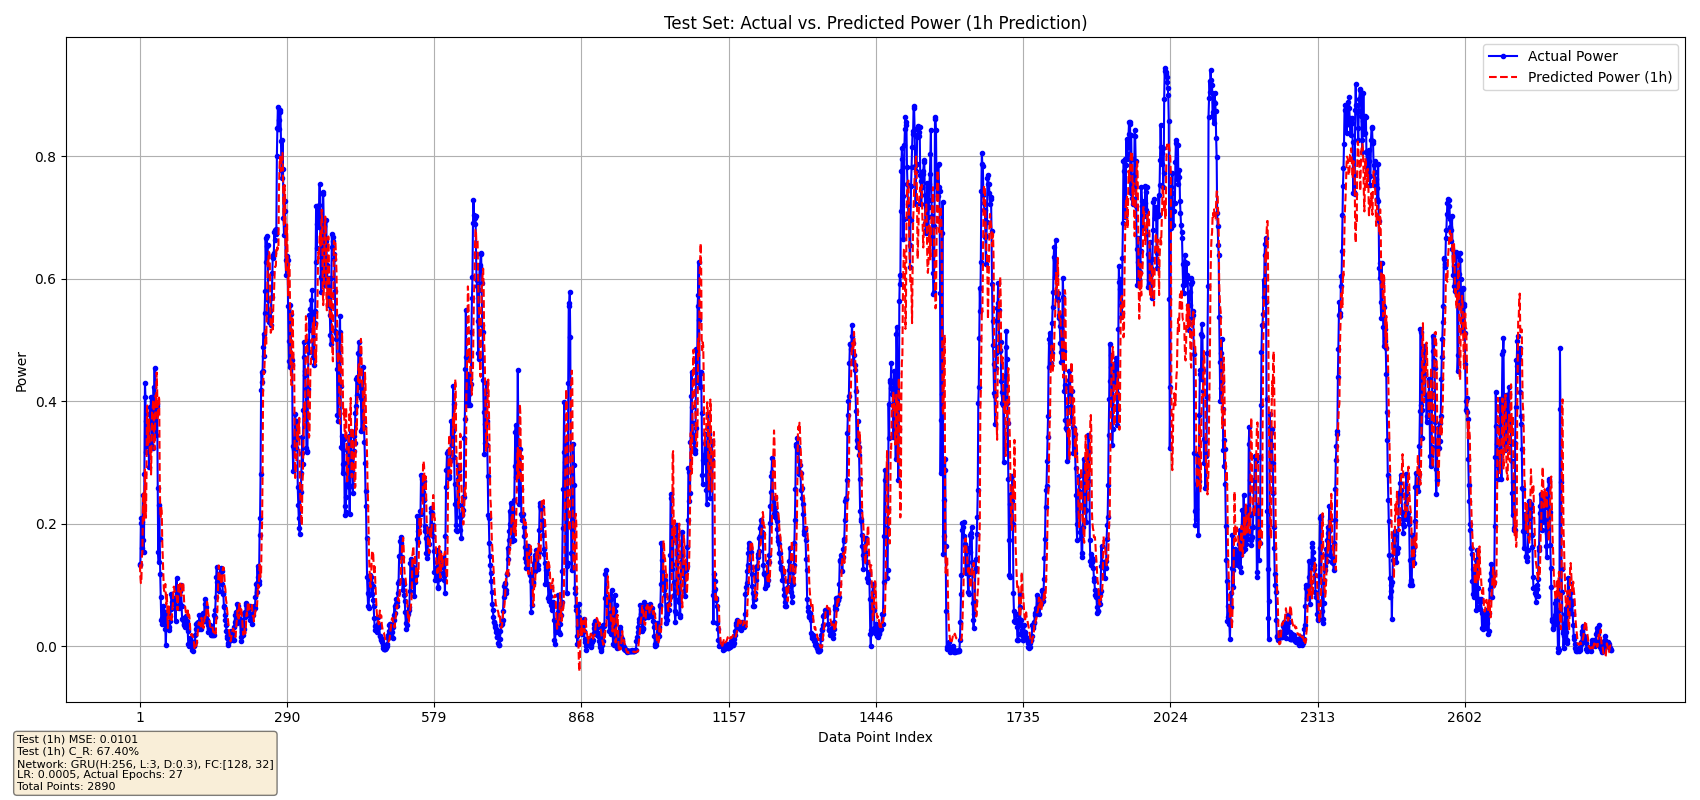 Test Set: Actual vs. Predicted Power (1h Prediction)
Actual Power
Predicted Power (1h)
Power
0.8
0.6
0.4
0.2
0.0
1 290 579 868 1157 1446 1735 2024 2313 2602
Data Point Index
Test (1h) MSE: 0.0101
Test (1h) C_R: 67.40%
Network: GRU(H:256, L:3, D:0.3), FC:[128, 32]
LR: 0.0005, Actual Epochs: 27
Total Points: 2890